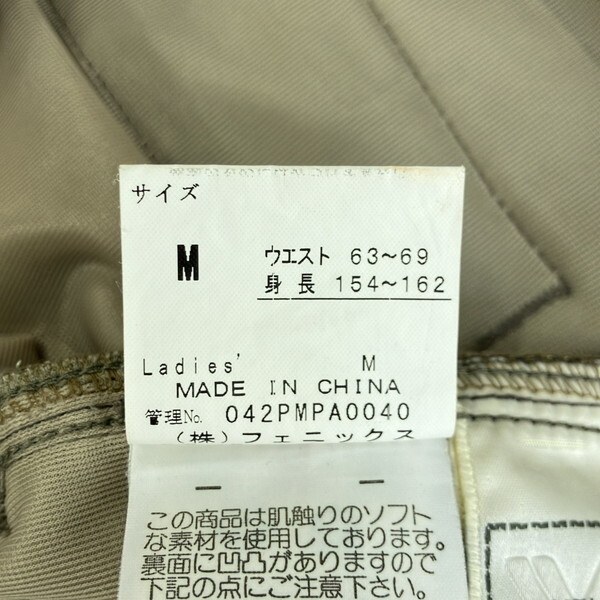 サイズ
M ウエスト 63~69
身長 154~162
Ladies' M
MADE IN CHINA
管理No. 042PMPA0040
(株)フェニックス
この商品は肌触りのソフト
な素材を使用しております。
裏面に凹凸がありますので
下記の点にご注意下さい。